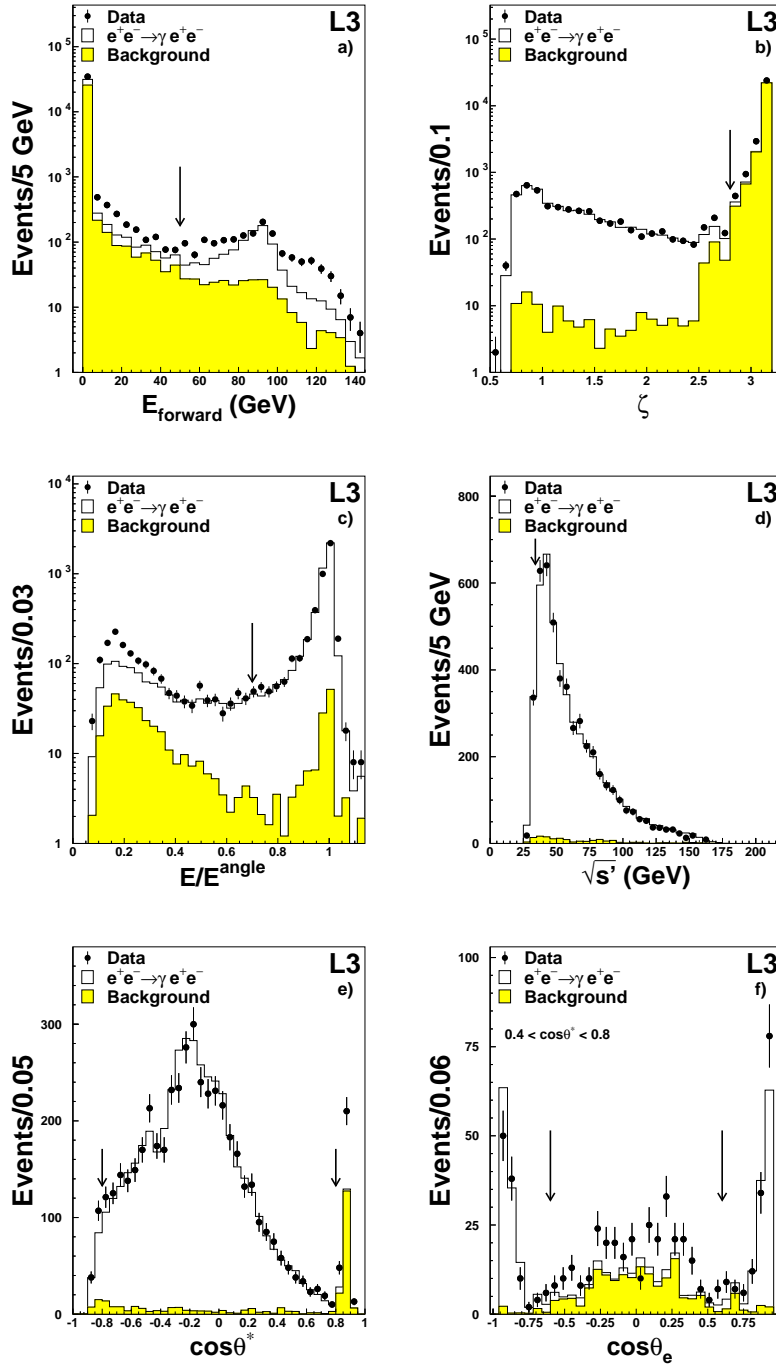 L3
a)
Data
e⁺e⁻→γ e⁺e⁻
Background
10⁵
10⁴
10³
10²
10
1
Events/5 GeV
0 20 40 60 80 100 120 140
E_forward (GeV)
L3
b)
Data
e⁺e⁻→γ e⁺e⁻
Background
10⁵
10⁴
10³
10²
10
1
Events/0.1
0.5 1 1.5 2 2.5 3
ζ
L3
c)
Data
e⁺e⁻→γ e⁺e⁻
Background
10⁴
10³
10²
10
1
Events/0.03
0 0.2 0.4 0.6 0.8 1
E/E^angle
L3
d)
Data
e⁺e⁻→γ e⁺e⁻
Background
800
600
400
200
0
Events/5 GeV
0 25 50 75 100 125 150 175 200
√s’ (GeV)
L3
e)
Data
e⁺e⁻→γ e⁺e⁻
Background
300
200
100
0
Events/0.05
-1 -0.8 -0.6 -0.4 -0.2 0 0.2 0.4 0.6 0.8 1
cosθ*
L3
f)
Data
e⁺e⁻→γ e⁺e⁻
Background
0.4 < cosθ* < 0.8
100
75
50
25
0
Events/0.06
-1 -0.75 -0.5 -0.25 0 0.25 0.5 0.75
cosθ_e